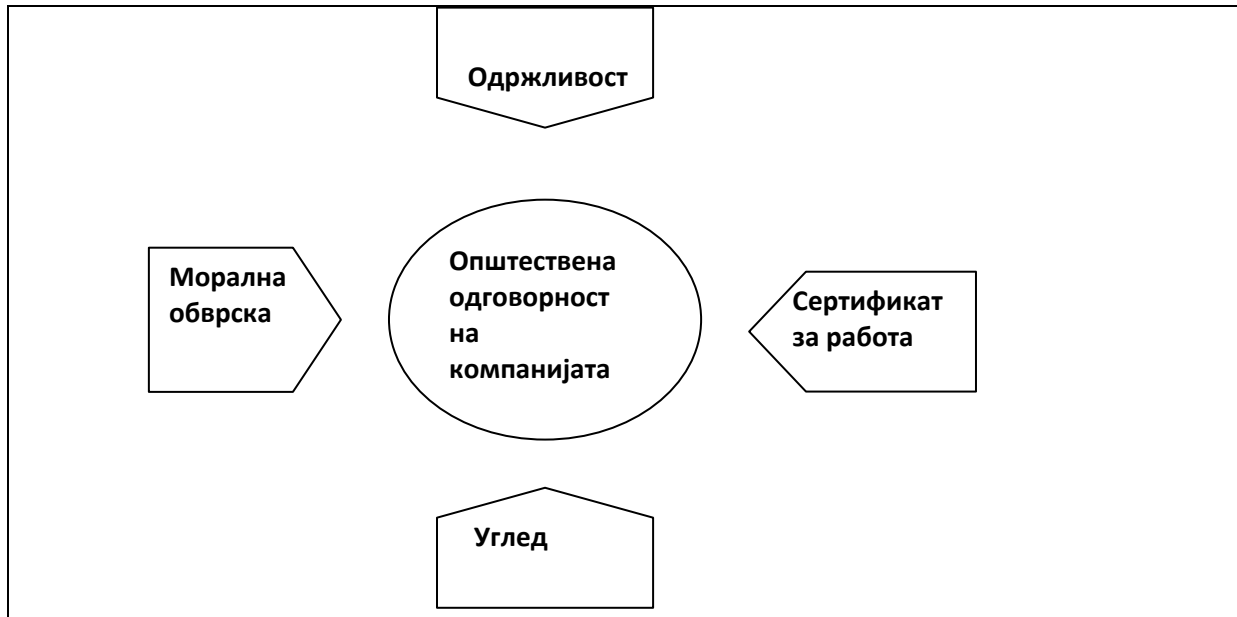 Одржливост
Морална
обврска
Општествена
одговорност
на
компанијата
Сертификат
за работа
Углед